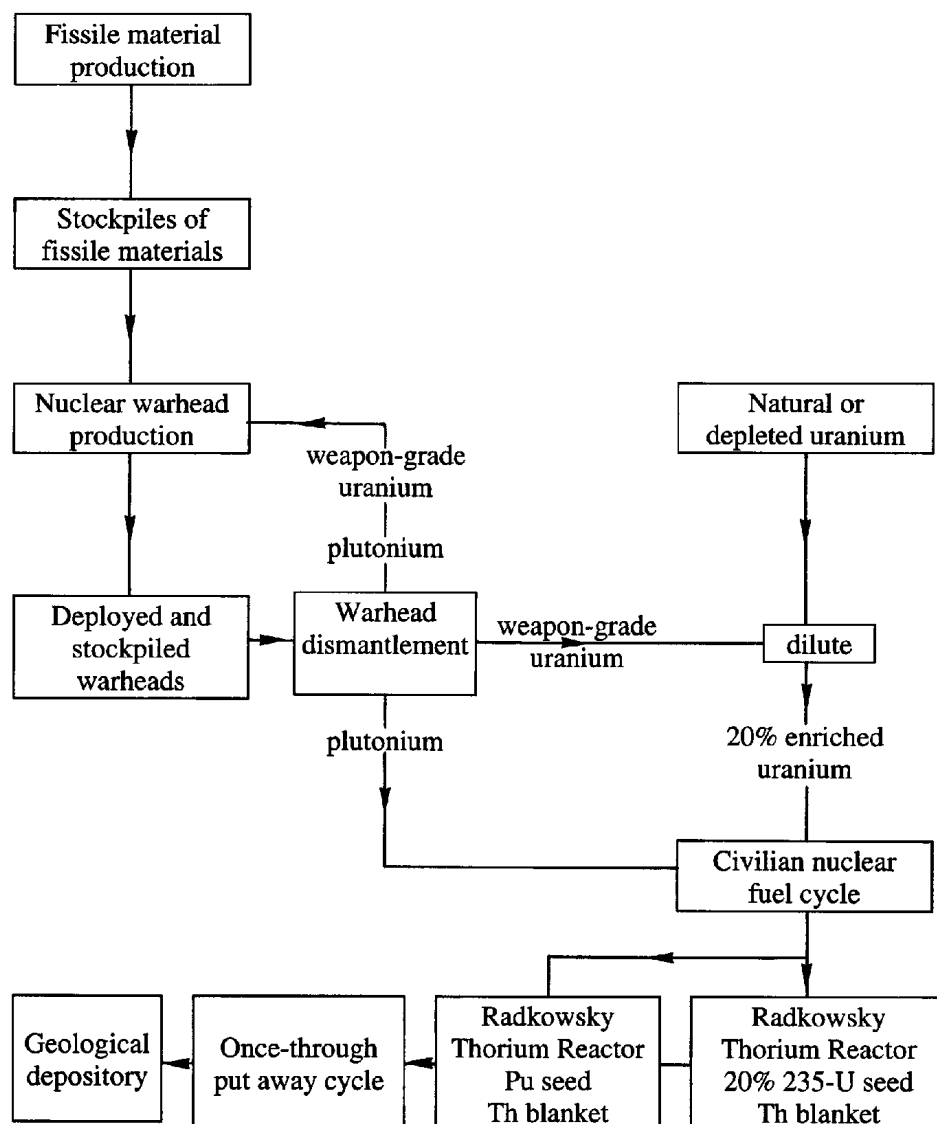 Fissile material
production
Stockpiles of
fissile materials
Nuclear warhead
production
Natural or
depleted uranium
weapon-grade
uranium
plutonium
Deployed and
stockpiled
warheads
Warhead
dismantlement
weapon-grade
uranium
dilute
plutonium
20% enriched
uranium
Civilian nuclear
fuel cycle
Geological
depository
Once-through
put away cycle
Radkowsky
Thorium Reactor
Pu seed
Th blanket
Radkowsky
Thorium Reactor
20% 235-U seed
Th blanket